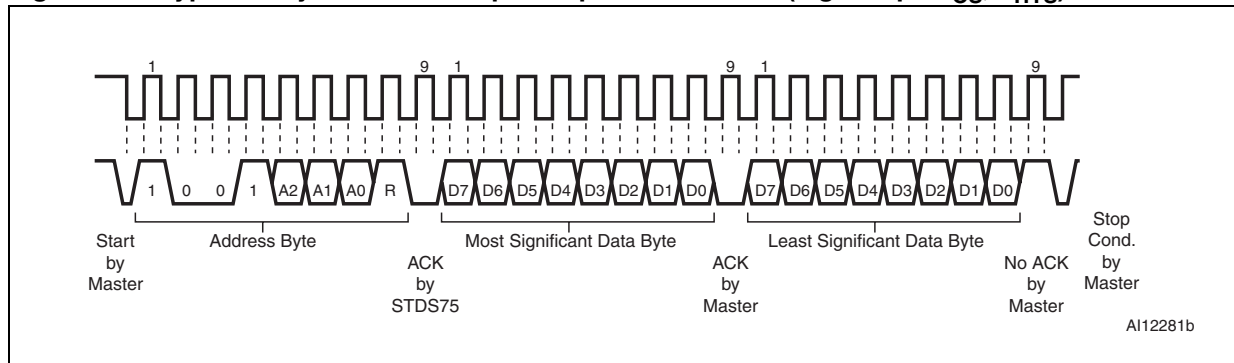 1 9 1 9 1 9
1 0 0 1 A2 A1 A0 R D7 D6 D5 D4 D3 D2 D1 D0 D7 D6 D5 D4 D3 D2 D1 D0
Start
by
Master
Address Byte
ACK
by
STDS75
Most Significant Data Byte
ACK
by
Master
Least Significant Data Byte
No ACK
by
Master
Stop
Cond.
by
Master
AI12281b